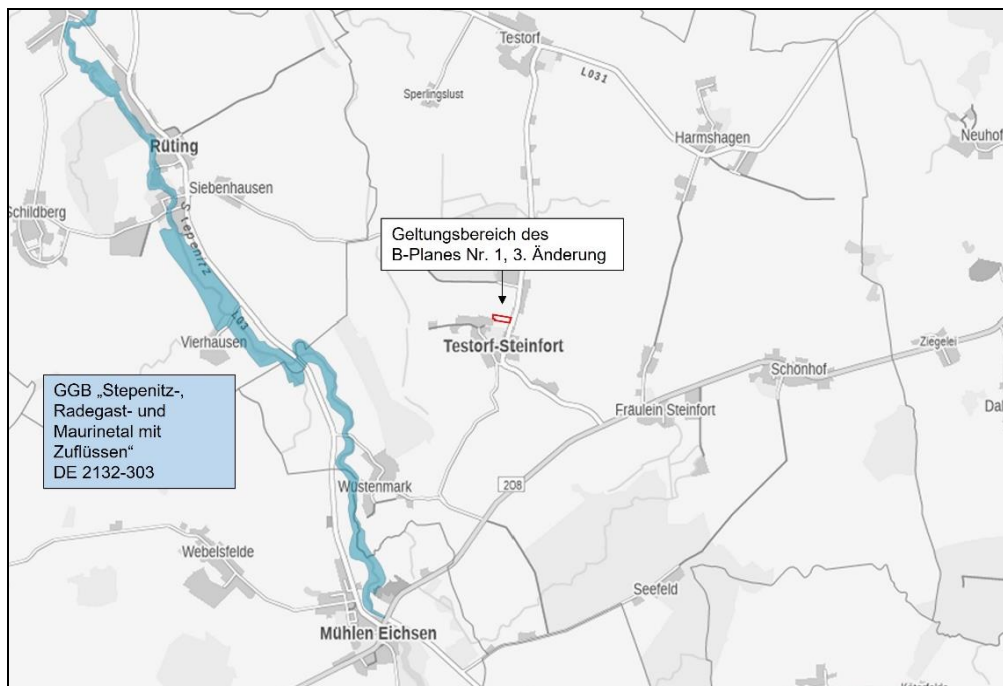 Testorf
L031
Sperlingslust
Neuhof
Harmshagen
Rüting
Siebenhausen
Schildberg
Stepenitz
Geltungsbereich des
B-Planes Nr. 1, 3. Änderung
L03
Vierhausen
Testorf-Steinfort
Ziegelei
Schönhof
GGB „Stepenitz-,
Radegast- und
Maurinetal mit
Zuflüssen“
DE 2132-303
Fräulein Steinfort
208
Wüstenmark
Webelsfelde
Seefeld
Mühlen Eichsen